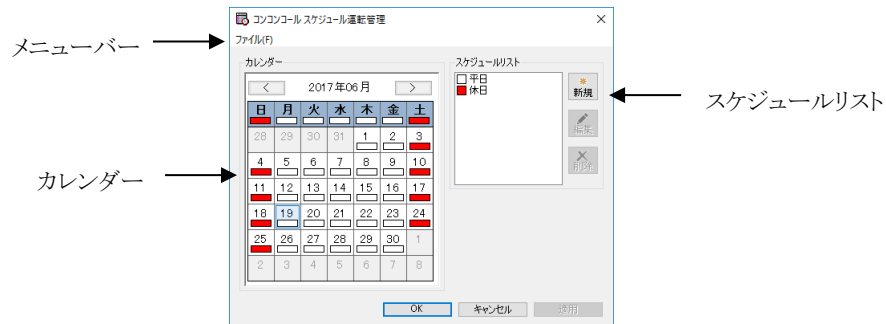 コンコンコール スケジュール運転管理
メニューバー
ファイル(F)
カレンダー
スケジュールリスト
2017年06月
平日
休日
新規
編集
削除
スケジュールリスト
カレンダー
日 月 火 水 木 金 土
28 29 30 31 1 2 3
4 5 6 7 8 9 10
11 12 13 14 15 16 17
18 19 20 21 22 23 24
25 26 27 28 29 30 1
2 3 4 5 6 7 8
OK キャンセル 適用